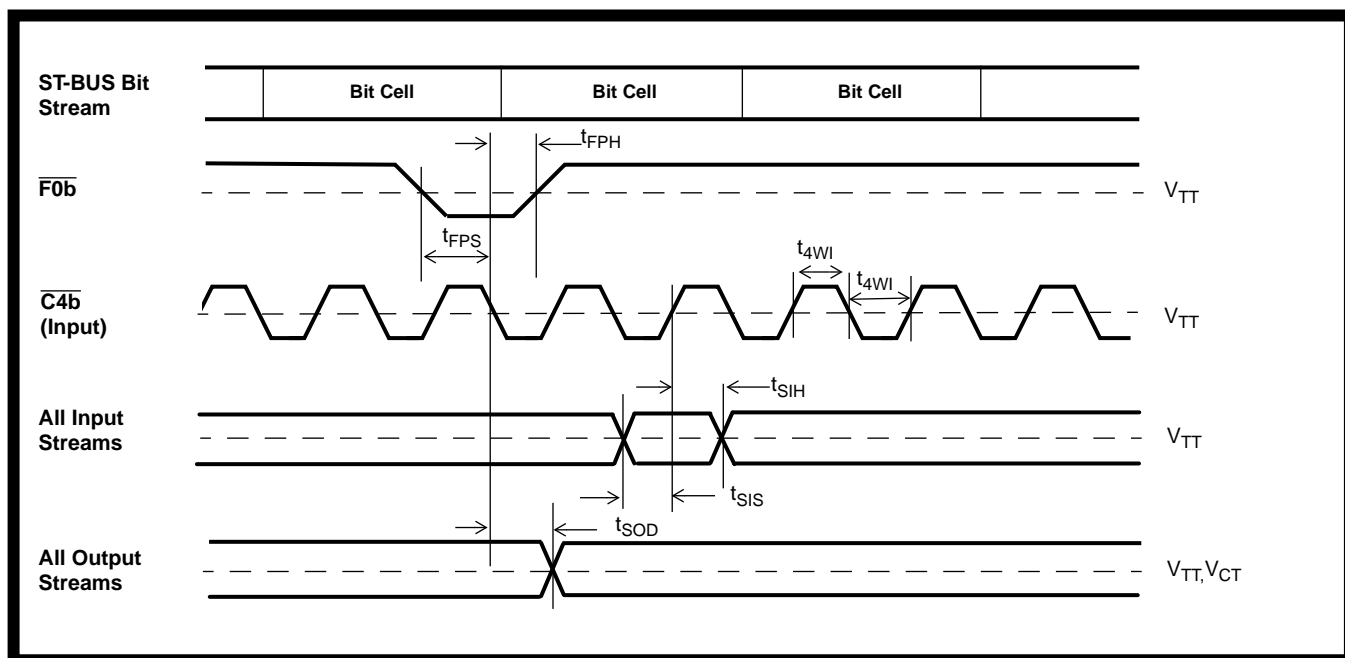 ST-BUS Bit
Stream
Bit Cell
Bit Cell
Bit Cell
tFPH
F0b
VTT
tFPS
t4WI
t4WI
C4b
(Input)
VTT
tSIH
All Input
Streams
VTT
tSIS
tSOD
All Output
Streams
VTT,VCT